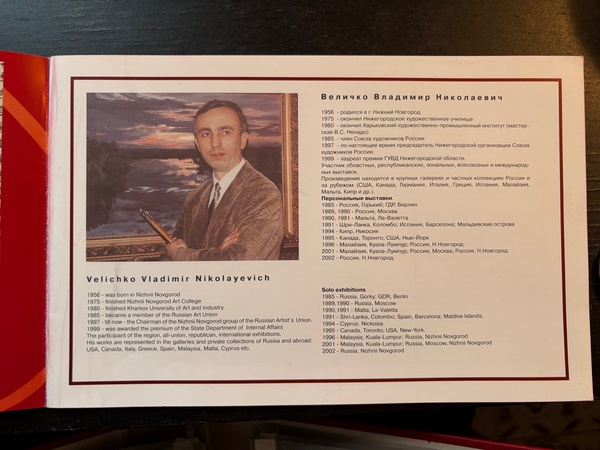 Величко Владимир Николаевич
1956 - родился в г. Нижний Новгород
1975 - окончил Нижегородское художественное училище
1980 - окончил Харьковский художественно-промышленный институт (мастер-
ская В.С. Ненадо)
1985 - член Союза художников России
1997 - по настоящее время председатель Нижегородской организации Союза
художников России.
1999 - лауреат премии ГУВД Нижегородской области.
Участник областных, республиканских, зональных, всесоюзных и международ-
ных выставок.
Произведения находятся в крупных галереях и частных коллекциях России и
за рубежом (США, Канада, Германия, Италия, Греция, Испания, Малайзия,
Мальта, Кипр и др.).
Персональные выставки
1985 - Россия, Горький; ГДР, Берлин
1989, 1990 - Россия, Москва
1990, 1991 - Мальта, Ла-Валетта
1991 - Шри-Ланка, Коломбо; Испания, Барселона; Мальдивские острова
1994 - Кипр, Никосия
1995 - Канада, Торонто; США, Нью-Йорк
1996 - Малайзия, Куала-Лумпур; Россия, Н.Новгород
2001 - Малайзия, Куала-Лумпур; Россия, Москва; Россия, Н.Новгород
2002 - Россия, Н.Новгород
Velichko Vladimir Nikolayevich
1956 - was born in Nizhnii Novgorod
1975 - finished Nizhnii Novgorod Art College
1980 - finished Kharkov University of Art and Industry
1985 - became a member of the Russian Art Union
1997 - till now - the Chairman of the Nizhnii Novgorod group of the Russian Artist`s Union.
1999 - was awarded the premium of the State Department of Internal Affairs
The participant of the region, all-union, republican, international exhibitions.
His works are represented in the galleries and private collections of Russia and abroad:
USA, Canada, Italy, Greece, Spain, Malaysia, Malta, Cyprus etc.
Solo exhibitions
1985 - Russia, Gorky; GDR, Berlin
1989,1990 - Russia, Moscow
1990,1991 - Malta, La-Valetta
1991 - Shri-Lanka, Colombo; Spain, Barselona; Maldive Islands,
1994 - Cyprus, Nickosia
1995 - Canada, Toronto; USA, New-York.
1996 - Malaysia, Kuala-Lumpur; Russia, Nizhnii Novgorod
2001 - Malaysia, Kuala-Lumpur; Russia, Moscow, Nizhnii Novgorod
2002 - Russia, Nizhnii Novgorod